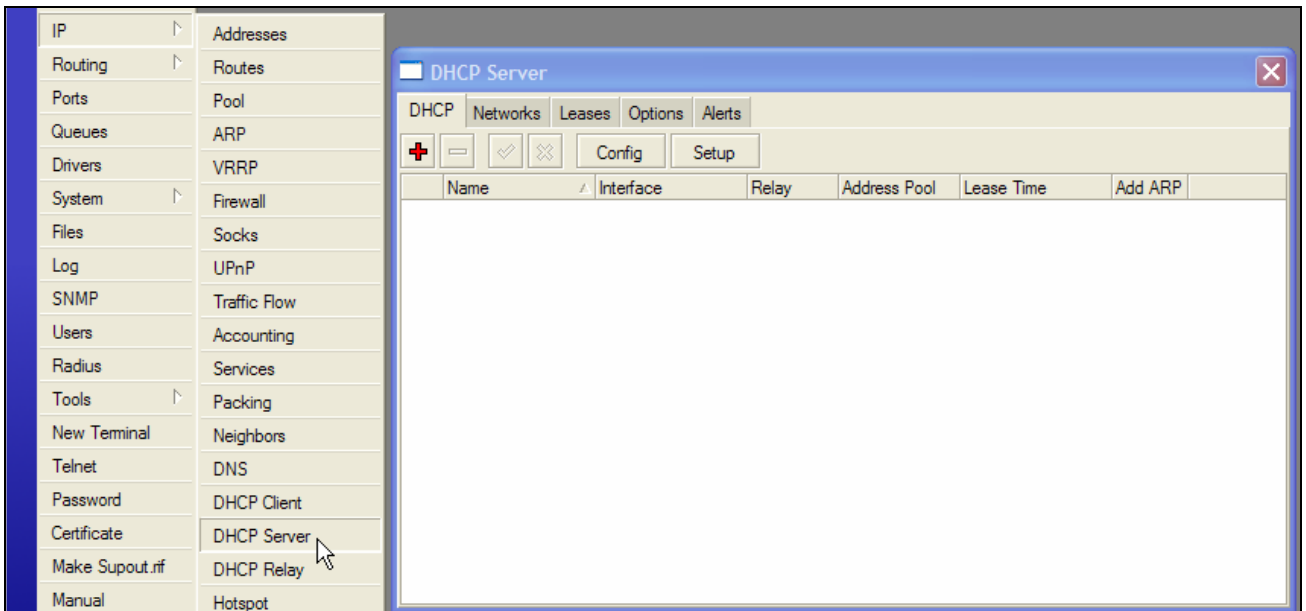 IP
Routing
Ports
Queues
Drivers
System
Files
Log
SNMP
Users
Radius
Tools
New Terminal
Telnet
Password
Certificate
Make Supout.rif
Manual
Addresses
Routes
Pool
ARP
VRRP
Firewall
Socks
UPnP
Traffic Flow
Accounting
Services
Packing
Neighbors
DNS
DHCP Client
DHCP Server
DHCP Relay
Hotspot
DHCP Server
DHCP Networks Leases Options Alerts
Config Setup
Name Interface Relay Address Pool Lease Time Add ARP